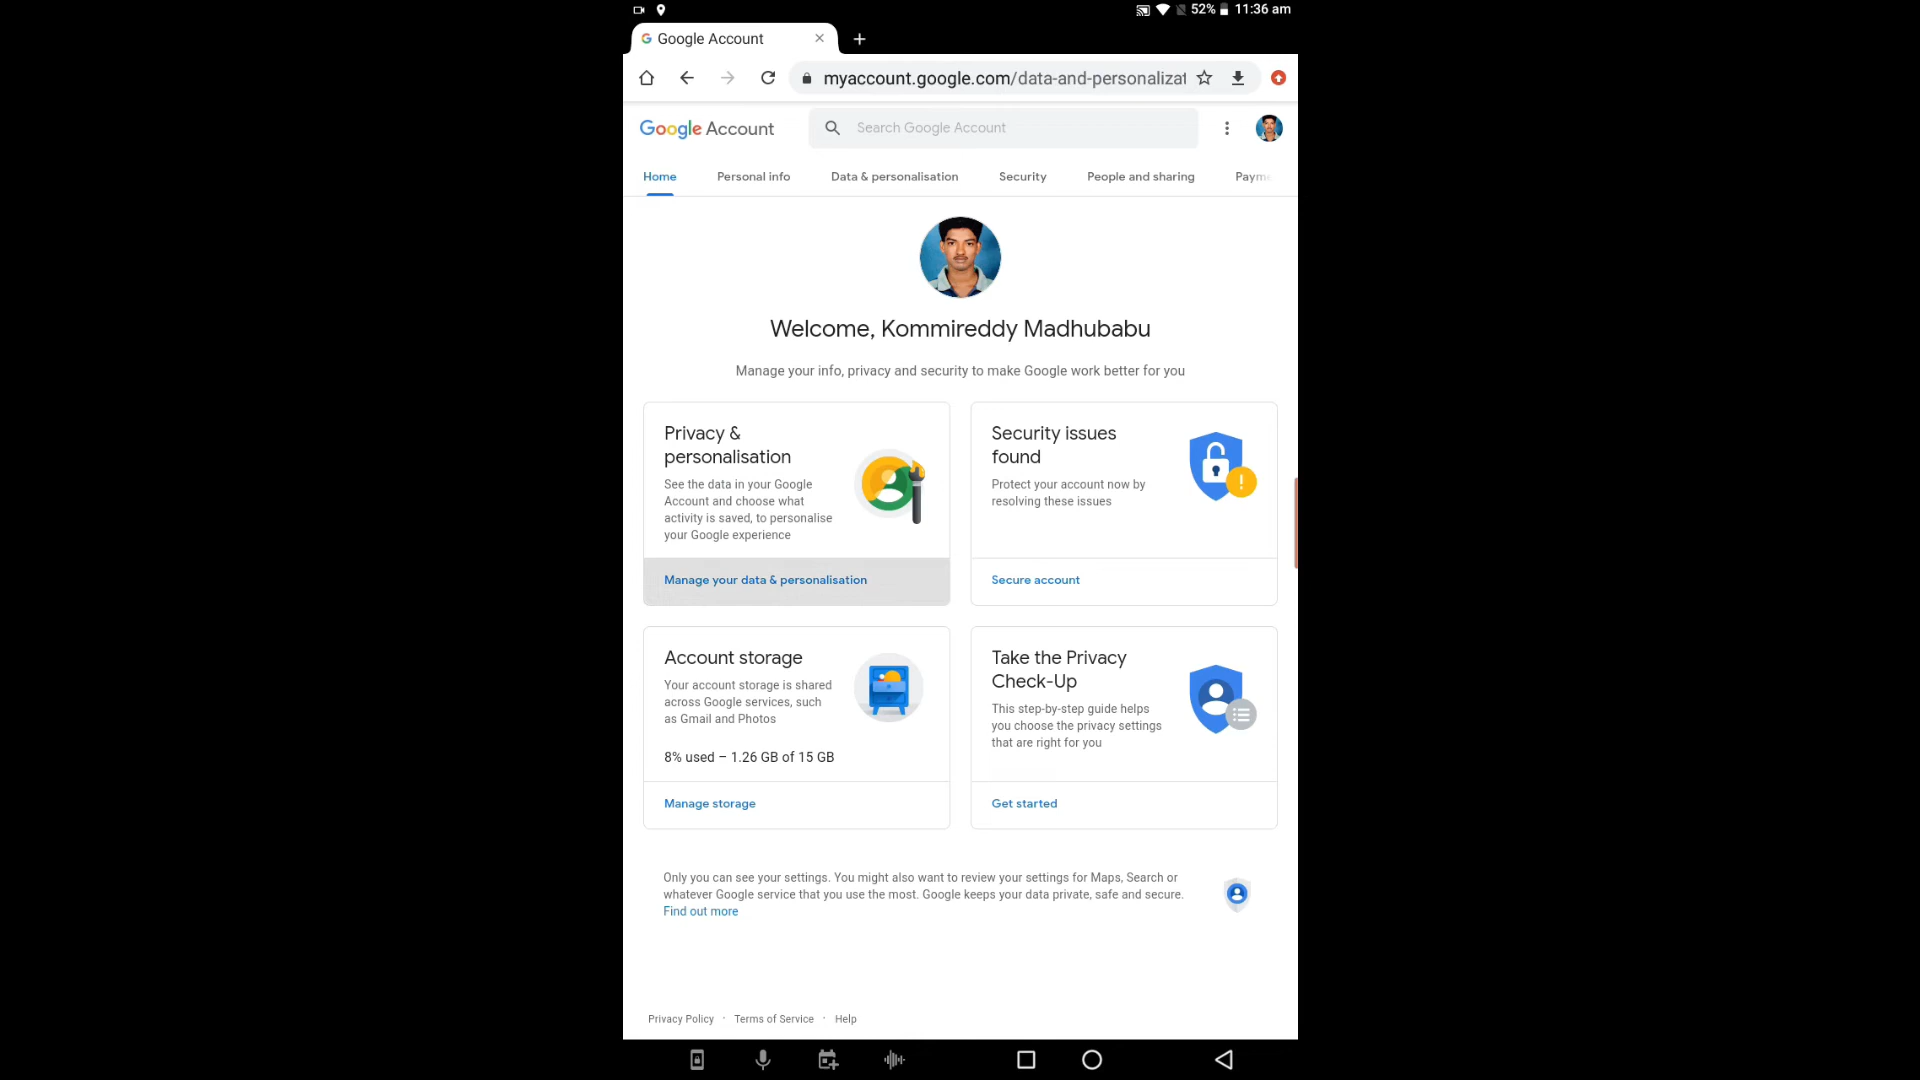 52% 11:36 am
Google Account
myaccount.google.com/data-and-personalizat
Google Account
Search Google Account
Home Personal info Data & personalisation Security People and sharing Payme
Welcome, Kommireddy Madhubabu
Manage your info, privacy and security to make Google work better for you
Privacy &
personalisation
See the data in your Google
Account and choose what
activity is saved, to personalise
your Google experience
Manage your data & personalisation
Security issues
found
Protect your account now by
resolving these issues
Secure account
Account storage
Your account storage is shared
across Google services, such
as Gmail and Photos
8% used – 1.26 GB of 15 GB
Manage storage
Take the Privacy
Check-Up
This step-by-step guide helps
you choose the privacy settings
that are right for you
Get started
Only you can see your settings. You might also want to review your settings for Maps, Search or
whatever Google service that you use the most. Google keeps your data private, safe and secure.
Find out more
Privacy Policy · Terms of Service · Help